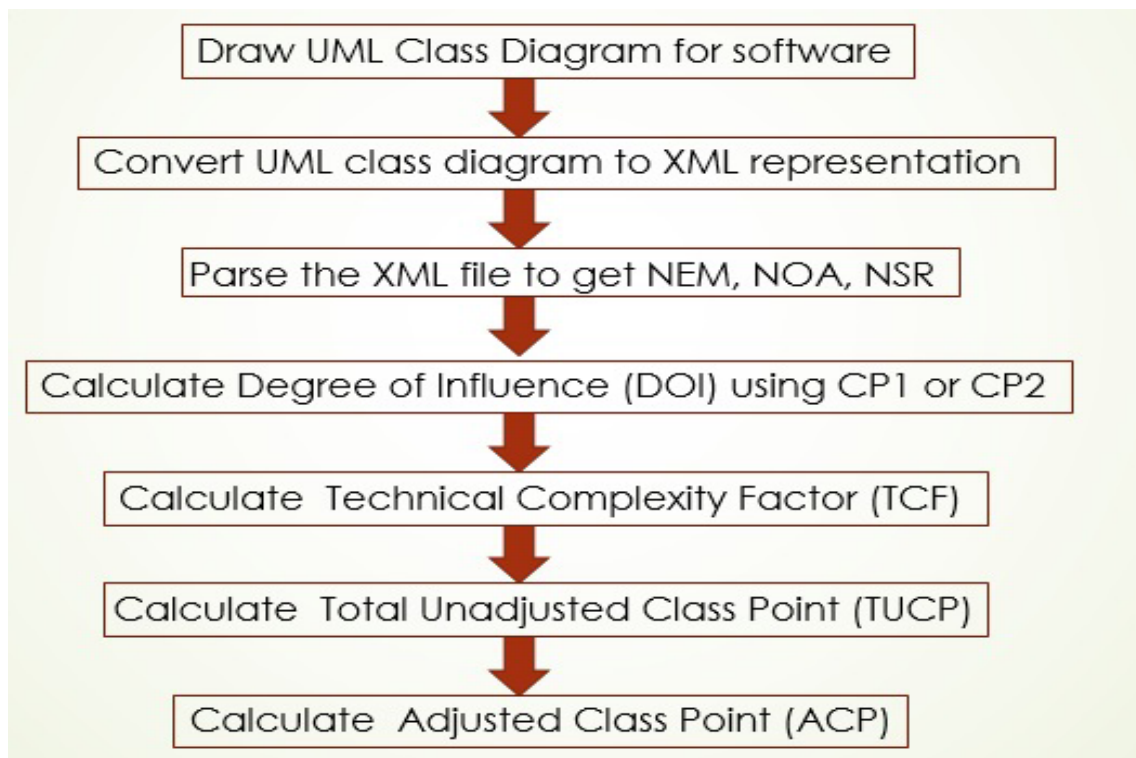 Draw UML Class Diagram for software
Convert UML class diagram to XML representation
Parse the XML file to get NEM, NOA, NSR
Calculate Degree of Influence (DOI) using CP1 or CP2
Calculate Technical Complexity Factor (TCF)
Calculate Total Unadjusted Class Point (TUCP)
Calculate Adjusted Class Point (ACP)